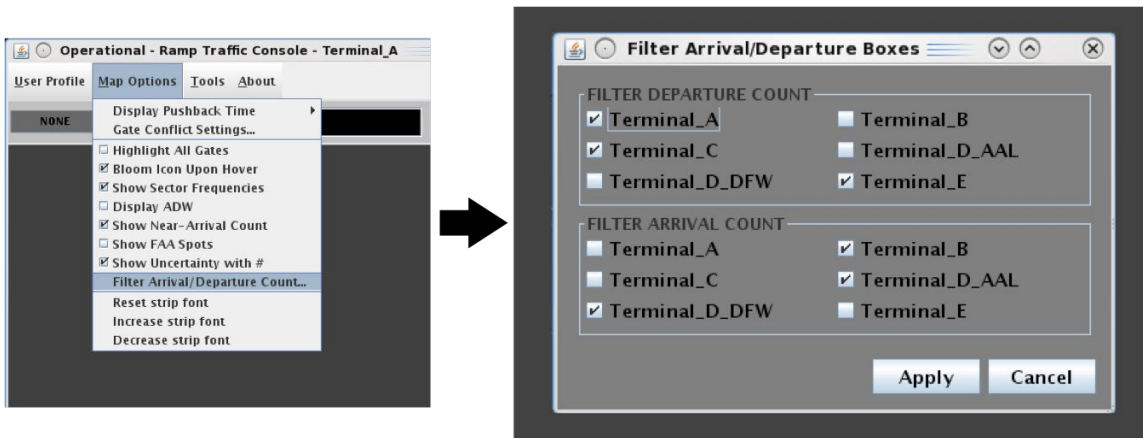 Operational - Ramp Traffic Console - Terminal_A
User Profile Map Options Tools About
NONE
Display Pushback Time
Gate Conflict Settings...
Highlight All Gates
Bloom Icon Upon Hover
Show Sector Frequencies
Display ADW
Show Near-Arrival Count
Show FAA Spots
Show Uncertainty with #
Filter Arrival/Departure Count...
Reset strip font
Increase strip font
Decrease strip font
Filter Arrival/Departure Boxes
FILTER DEPARTURE COUNT
Terminal_A Terminal_B
Terminal_C Terminal_D_AAL
Terminal_D_DFW Terminal_E
FILTER ARRIVAL COUNT
Terminal_A Terminal_B
Terminal_C Terminal_D_AAL
Terminal_D_DFW Terminal_E
Apply Cancel